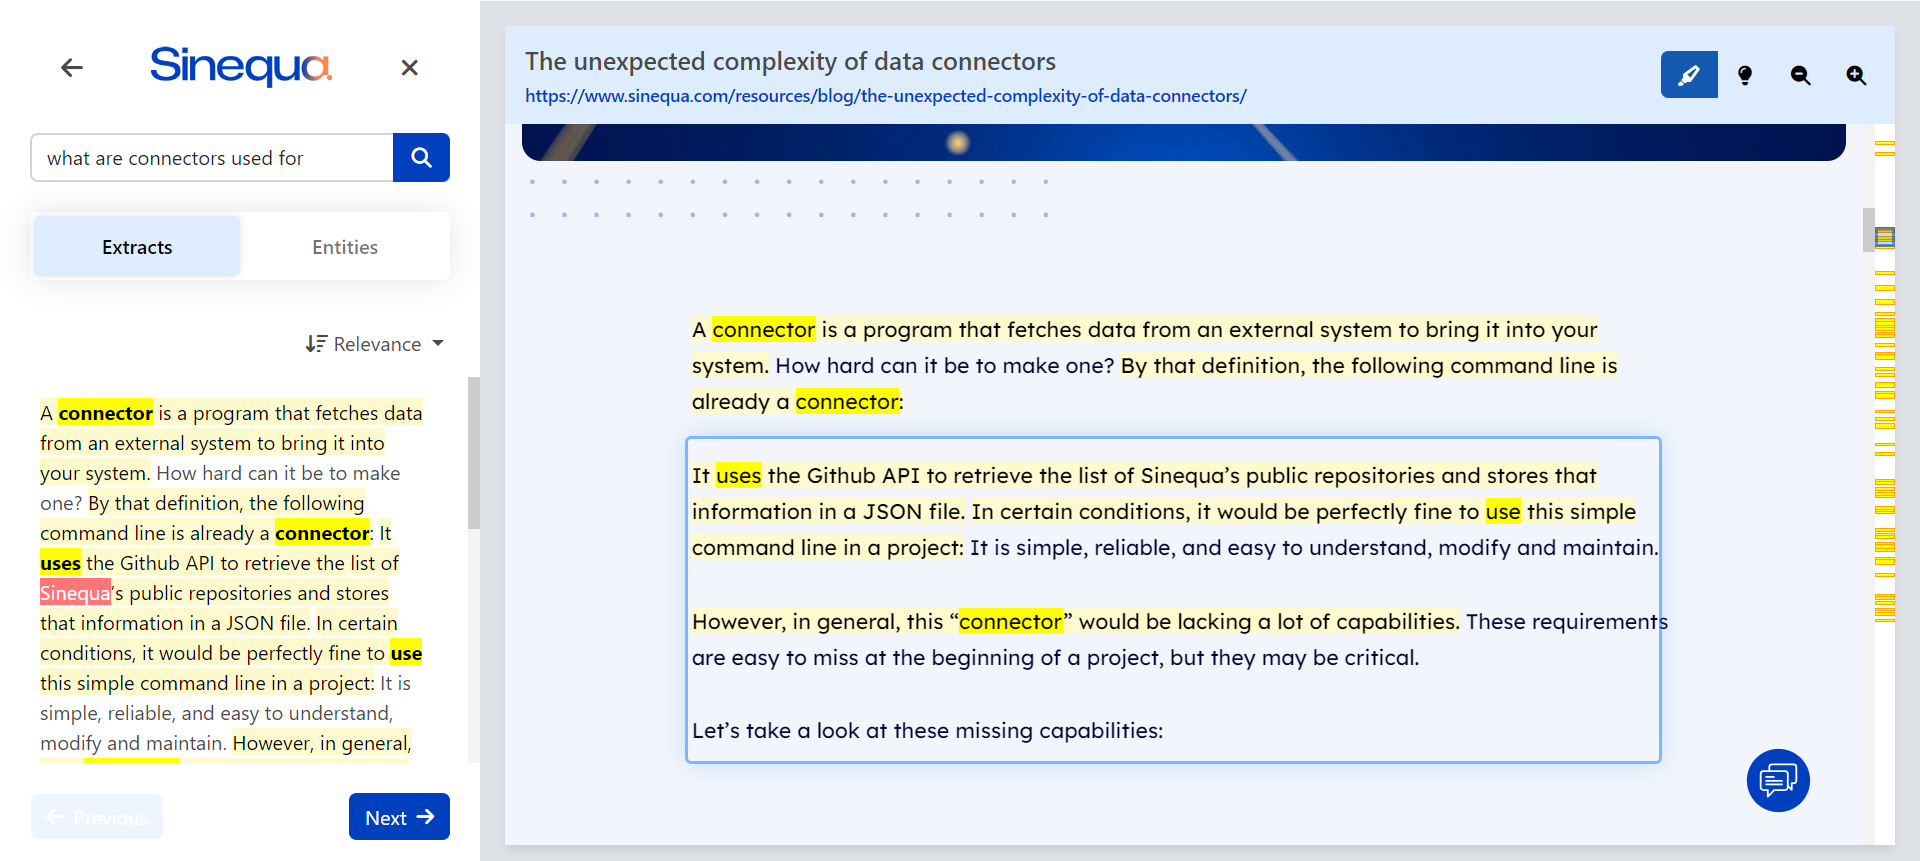 Sinequa
what are connectors used for
Extracts
Entities
Relevance
A connector is a program that fetches data
from an external system to bring it into
your system. How hard can it be to make
one? By that definition, the following
command line is already a connector: It
uses the Github API to retrieve the list of
Sinequa's public repositories and stores
that information in a JSON file. In certain
conditions, it would be perfectly fine to use
this simple command line in a project: It is
simple, reliable, and easy to understand,
modify and maintain. However, in general,
Previous
Next
The unexpected complexity of data connectors
https://www.sinequa.com/resources/blog/the-unexpected-complexity-of-data-connectors/
A connector is a program that fetches data from an external system to bring it into your
system. How hard can it be to make one? By that definition, the following command line is
already a connector:
It uses the Github API to retrieve the list of Sinequa’s public repositories and stores that
information in a JSON file. In certain conditions, it would be perfectly fine to use this simple
command line in a project: It is simple, reliable, and easy to understand, modify and maintain.
However, in general, this “connector” would be lacking a lot of capabilities. These requirements
are easy to miss at the beginning of a project, but they may be critical.
Let’s take a look at these missing capabilities: